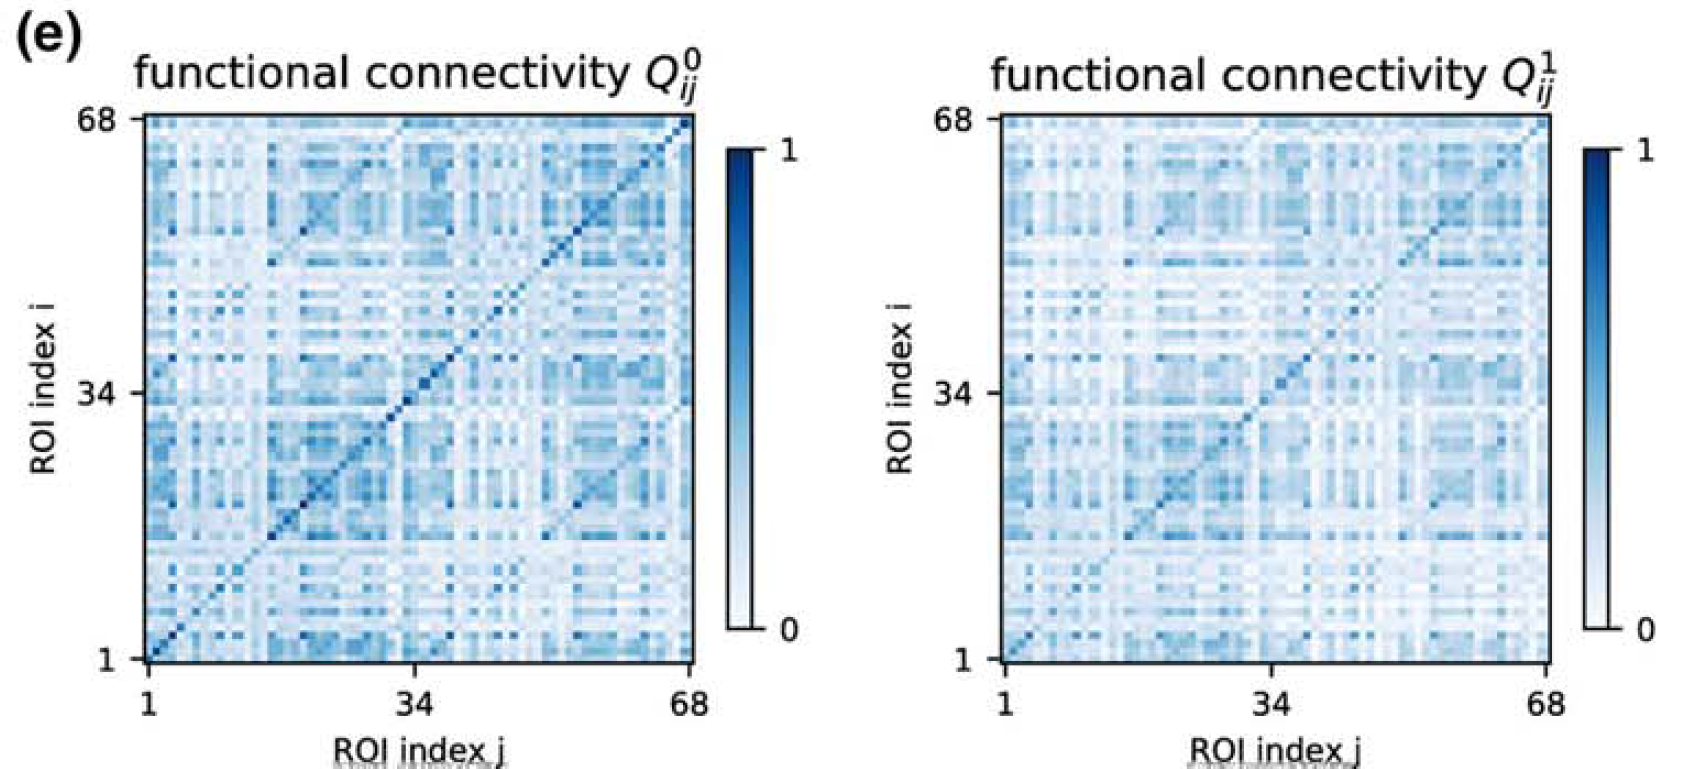 (e)
functional connectivity Q⁰ᵢⱼ
68
34
1
1 34 68
ROI index i
ROI index j
1
0
functional connectivity Q¹ᵢⱼ
68
34
1
1 34 68
ROI index i
ROI index j
1
0